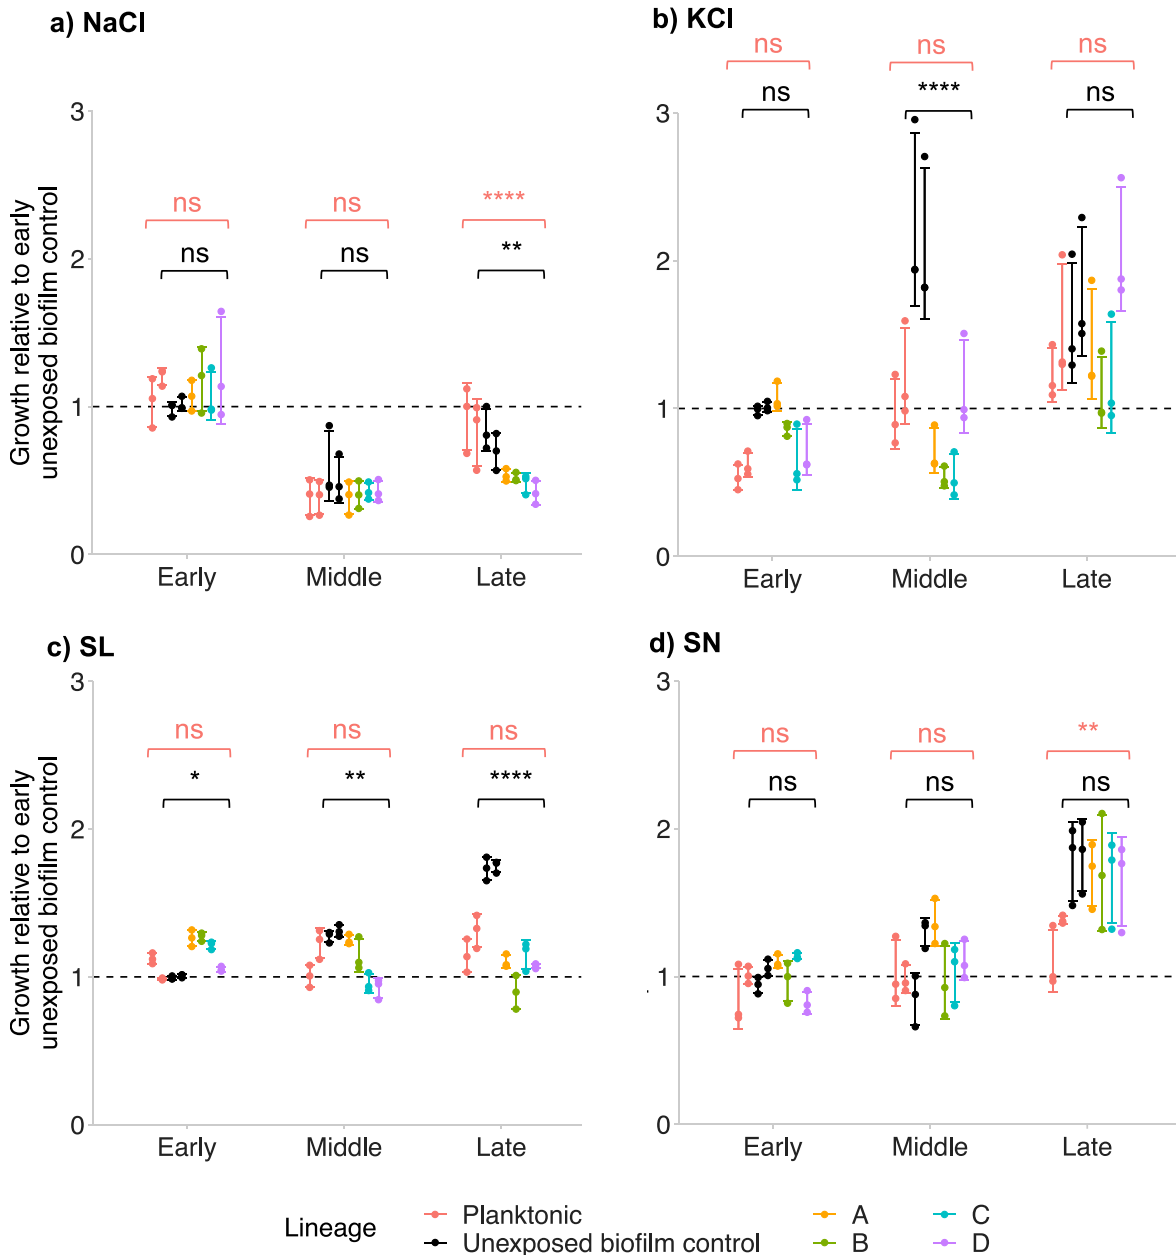 a) NaCl
Growth relative to early
unexposed biofilm control
3
2
1
0
ns
ns
ns
ns
****
**
Early
Middle
Late
b) KCl
3
2
1
0
ns
ns
ns
****
ns
ns
Early
Middle
Late
c) SL
Growth relative to early
unexposed biofilm control
3
2
1
0
ns
*
ns
**
ns
****
Early
Middle
Late
d) SN
3
2
1
0
ns
ns
ns
ns
**
ns
Early
Middle
Late
Lineage
Planktonic
Unexposed biofilm control
A
B
C
D